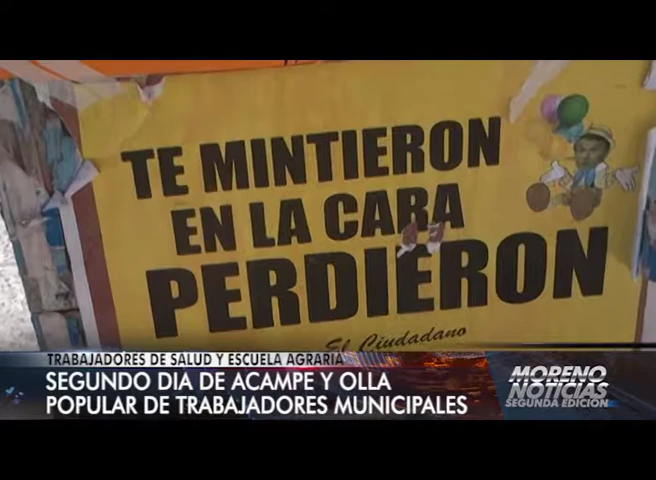 TE MINTIERON
EN LA CARA
PERDIERON
El Ciudadano
TRABAJADORES DE SALUD Y ESCUELA AGRARIA
SEGUNDO DIA DE ACAMPE Y OLLA
POPULAR DE TRABAJADORES MUNICIPALES
MORENO
NOTICIAS
SEGUNDA EDICION